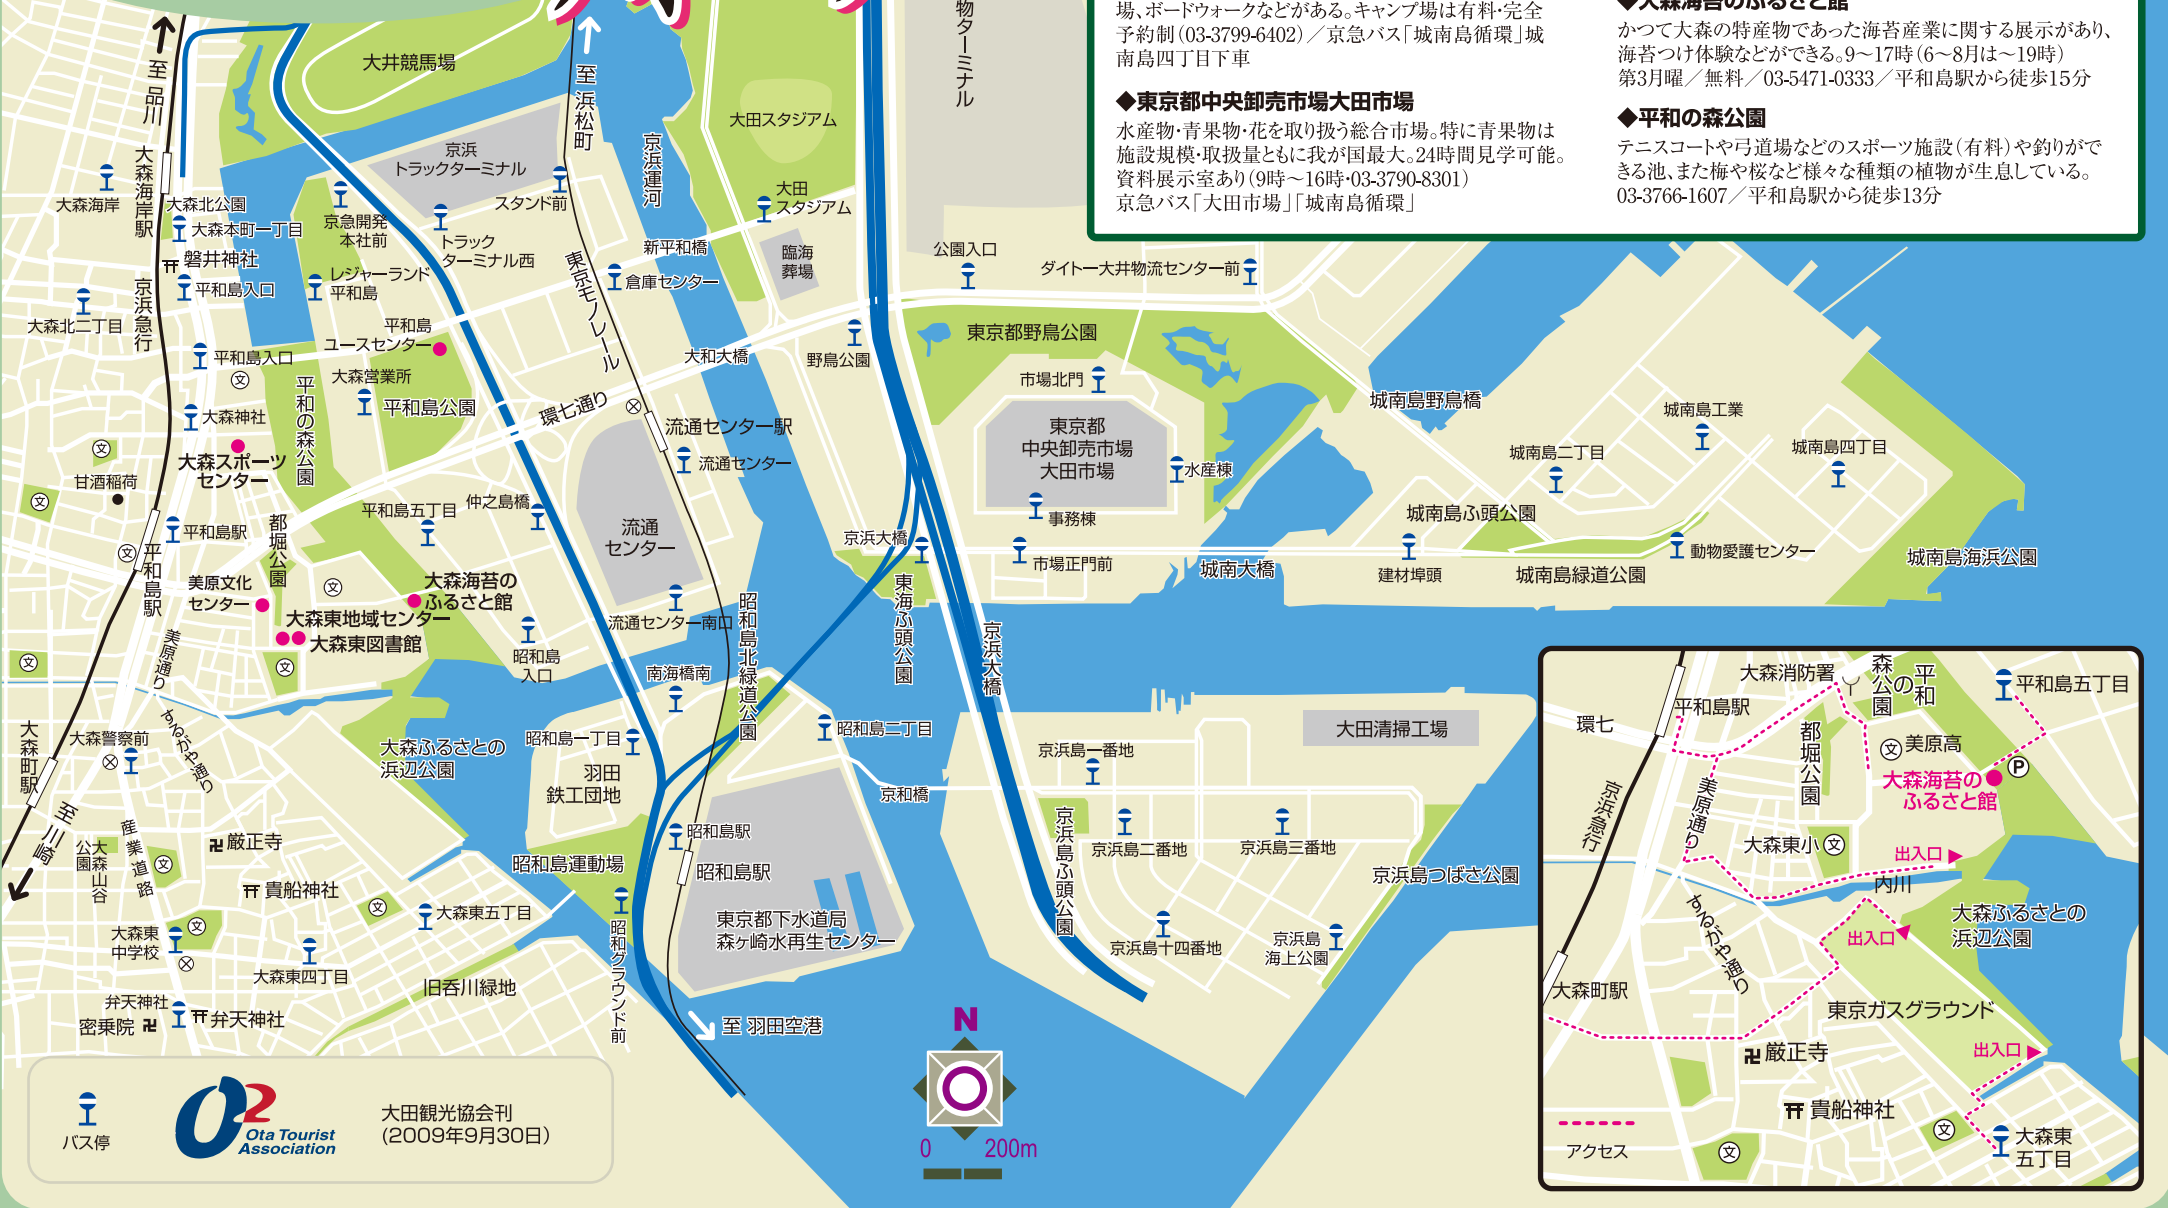 場、ボードウォークなどがある。キャンプ場は有料・完全
予約制（03-3799-6402）／京急バス「城南島循環」城
南島四丁目下車
◆東京都中央卸売市場大田市場
水産物・青果物・花を取り扱う総合市場。特に青果物は
施設規模・取扱量ともに我が国最大。24時間見学可能。
資料展示室あり（9時～16時・03-3790-8301）
京急バス「大田市場」「城南島循環」
◆大森海苔のふるさと館
かつて大森の特産物であった海苔産業に関する展示があり、
海苔つけ体験などができる。9～17時（6～8月は～19時）
第3月曜／無料／03-5471-0333／平和島駅から徒歩15分
◆平和の森公園
テニスコートや弓道場などのスポーツ施設（有料）や釣りがで
きる池、また梅や桜など様々な種類の植物が生息している。
03-3766-1607／平和島駅から徒歩13分
至 品川
大井競馬場
至 浜松町
物ターミナル
京浜運河
大田スタジアム
京浜
トラックターミナル
大森海岸駅
大森海岸
大森北公園
大森本町一丁目
京急開発
本社前
スタンド前
トラック
ターミナル西
大田
スタジアム
新平和橋
臨海
葬場
公園入口
ダイトー大井物流センター前
磐井神社
平和島入口
京浜急行
レジャーランド
平和島
東京モノレール
倉庫センター
大森北二丁目
平和島
ユースセンター
平和島入口
文
大森営業所
平和島公園
平和の森公園
大和大橋
野鳥公園
東京都野鳥公園
市場北門
東京都
中央卸売市場
大田市場
水産棟
事務棟
城南島野鳥橋
城南島工業
城南島二丁目
城南島四丁目
大森神社
環七通り
流通センター駅
流通センター
大森スポーツ
センター
文
甘酒稲荷
文
平和島五丁目
仲之島橋
流通
センター
京浜大橋
市場正門前
城南大橋
城南島ふ頭公園
建材埠頭
城南島緑道公園
動物愛護センター
城南島海浜公園
都堀公園
平和島駅
平和島駅
文
美原文化
センター
文
大森海苔の
ふるさと館
大森東地域センター
大森東図書館
文
文
美原通り
昭和島
入口
流通センター南口
昭和島北緑道公園
東海ふ頭公園
京浜大橋
南海橋南
昭和島一丁目
昭和島二丁目
羽田
鉄工団地
するがや通り
大森町駅
大森警察前
大森ふるさとの
浜辺公園
至 川崎
大森山谷
公園
産業道路
文
厳正寺
貴船神社
文
大森東
中学校
文
大森東四丁目
大森東五丁目
旧呑川緑地
弁天神社
密乗院
弁天神社
昭和島駅
昭和島駅
昭和島運動場
昭和グラウンド前
東京都下水道局
森ヶ崎水再生センター
至 羽田空港
京和橋
京浜島一番地
大田清掃工場
京浜島ふ頭公園
京浜島二番地
京浜島三番地
京浜島つばさ公園
京浜島十四番地
京浜島
海上公園
N
0 200m
バス停
Ota Tourist
Association
大田観光協会刊
（2009年9月30日）
大森消防署
平和の
森公園
平和島五丁目
環七
平和島駅
都堀公園
文
美原高
P
大森海苔の
ふるさと館
京浜急行
美原通り
大森東小
文
出入口
内川
するがや通り
出入口
大森ふるさとの
浜辺公園
大森町駅
東京ガスグラウンド
出入口
厳正寺
貴船神社
文
大森東
五丁目
文
アクセス